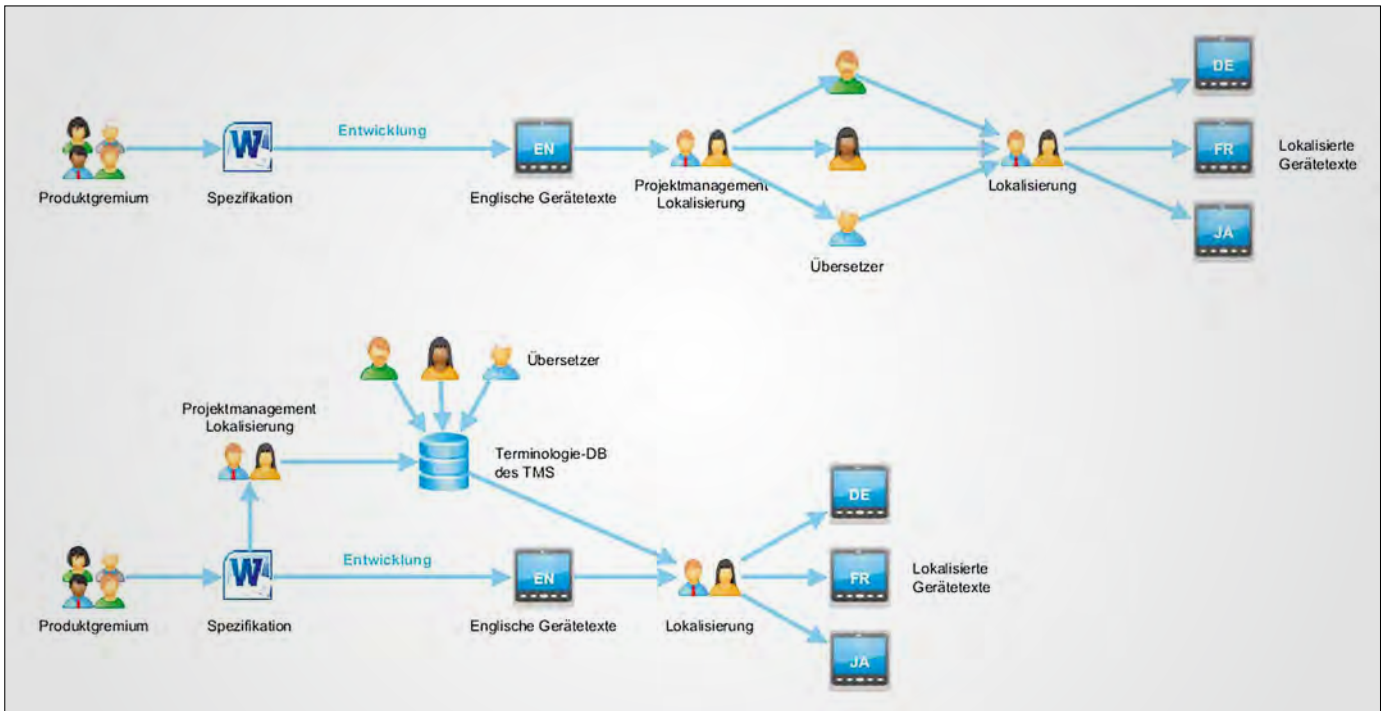 DE
Entwicklung
W
EN
FR
Lokalisierte
Gerätetexte
Produktgremium
Spezifikation
Englische Gerätetexte
Projektmanagement
Lokalisierung
Lokalisierung
JA
Übersetzer
Übersetzer
Projektmanagement
Lokalisierung
Terminologie-DB
des TMS
DE
Entwicklung
W
EN
FR
Lokalisierte
Gerätetexte
Produktgremium
Spezifikation
Englische Gerätetexte
Lokalisierung
JA